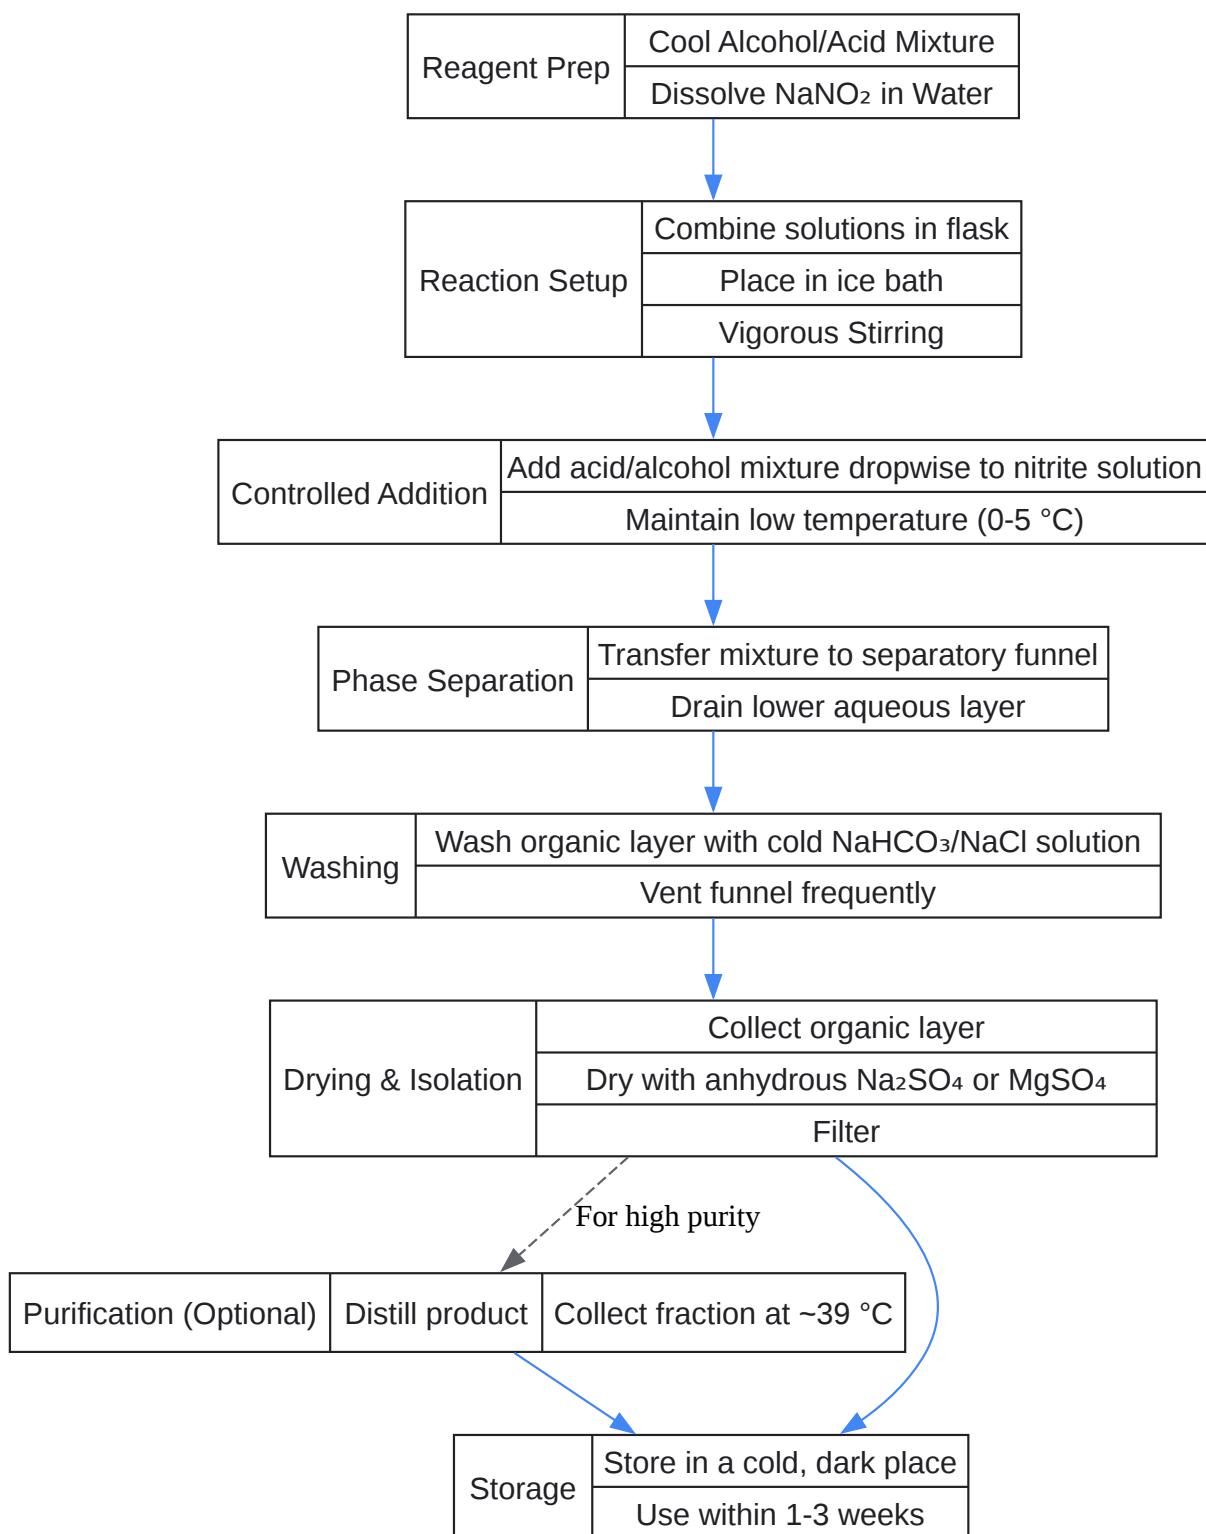 Reagent Prep
Cool Alcohol/Acid Mixture
Dissolve NaNO₂ in Water
Reaction Setup
Combine solutions in flask
Place in ice bath
Vigorous Stirring
Controlled Addition
Add acid/alcohol mixture dropwise to nitrite solution
Maintain low temperature (0-5 °C)
Phase Separation
Transfer mixture to separatory funnel
Drain lower aqueous layer
Washing
Wash organic layer with cold NaHCO₃/NaCl solution
Vent funnel frequently
Drying & Isolation
Collect organic layer
Dry with anhydrous Na₂SO₄ or MgSO₄
Filter
For high purity
Purification (Optional)
Distill product
Collect fraction at ~39 °C
Storage
Store in a cold, dark place
Use within 1-3 weeks